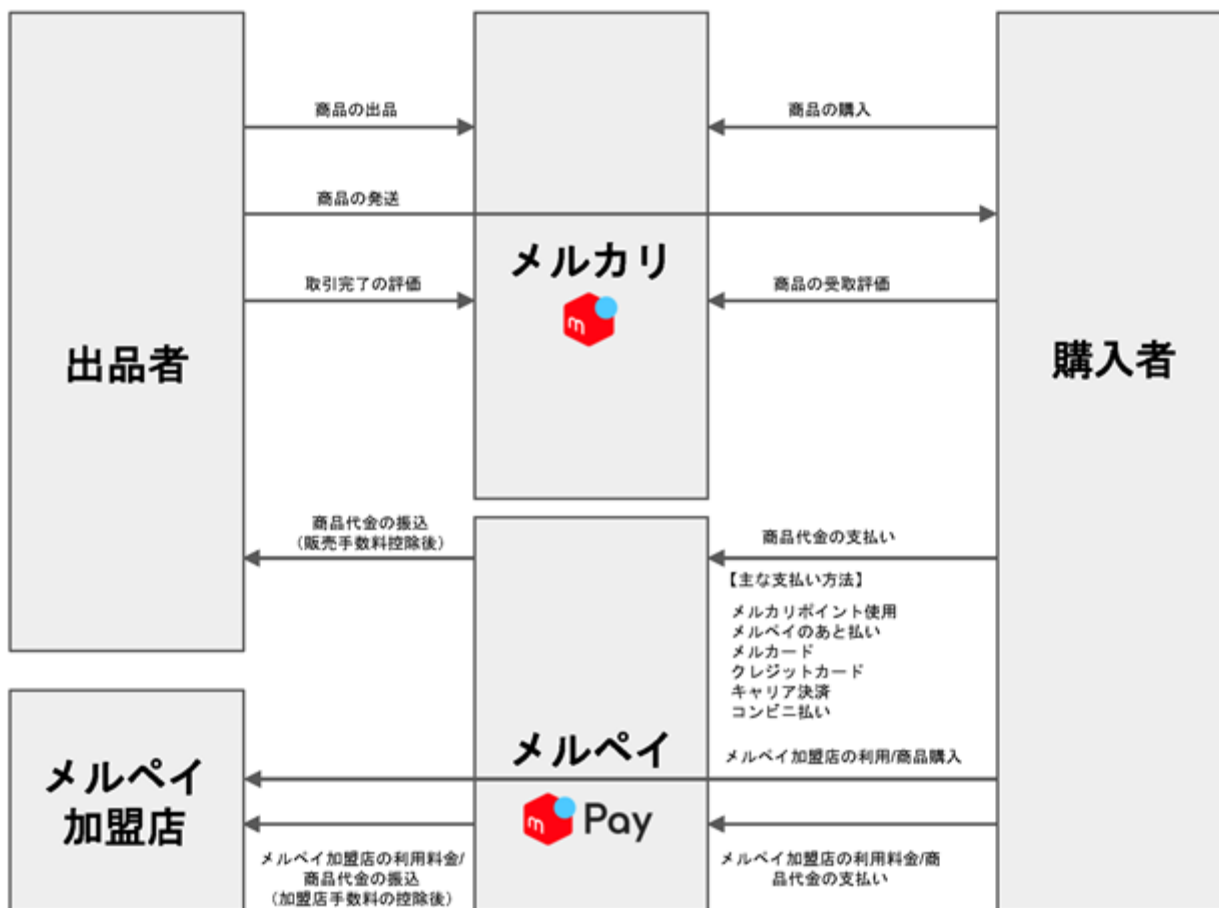 商品の出品
商品の購入
商品の発送
メルカリ
取引完了の評価
商品の受取評価
m
出品者
購入者
商品代金の振込
（販売手数料控除後）
商品代金の支払い
【主な支払い方法】
メルカリポイント使用
メルペイのあと払い
メルカード
クレジットカード
キャリア決済
コンビニ払い
メルペイ
メルペイ加盟店の利用/商品購入
メルペイ
加盟店
m Pay
メルペイ加盟店の利用料金/
商品代金の振込
（加盟店手数料の控除後）
メルペイ加盟店の利用料金/商
品代金の支払い